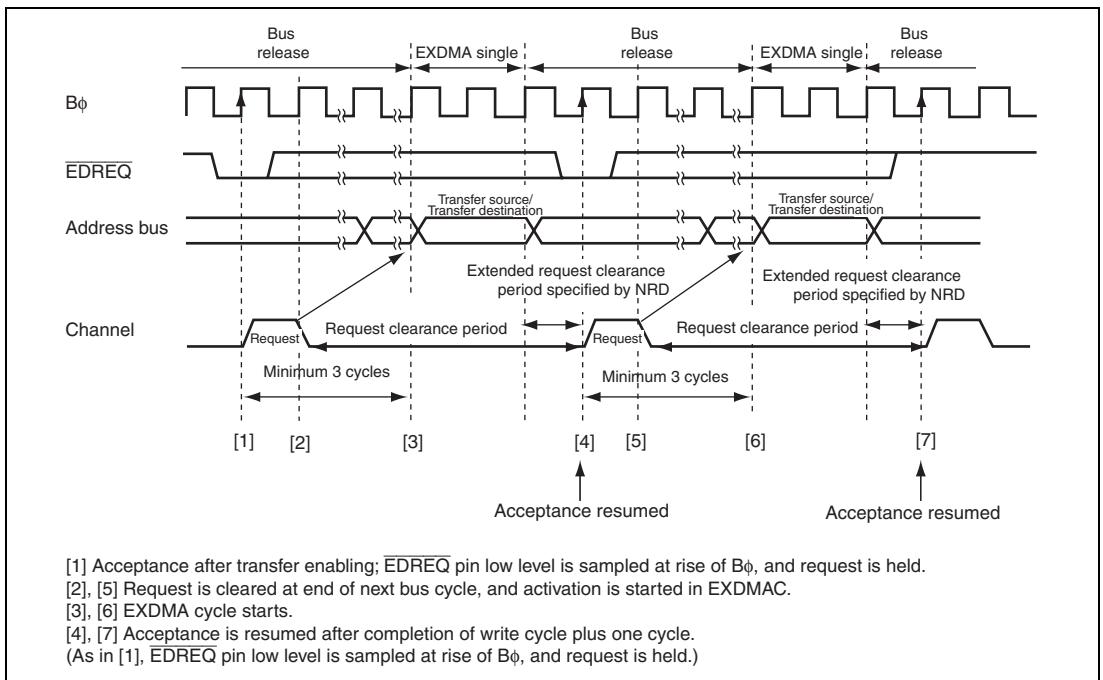 Bus release
EXDMA single
Bus release
EXDMA single
Bus release
Bφ
EDREQ
Transfer source/
Transfer destination
Transfer source/
Transfer destination
Address bus
Extended request clearance
period specified by NRD
Extended request clearance
period specified by NRD
Channel
Request
Request clearance period
Request
Request clearance period
Minimum 3 cycles
Minimum 3 cycles
[1]
[2]
[3]
[4]
[5]
[6]
[7]
Acceptance resumed
Acceptance resumed
[1] Acceptance after transfer enabling; EDREQ pin low level is sampled at rise of Bφ, and request is held.
[2], [5] Request is cleared at end of next bus cycle, and activation is started in EXDMAC.
[3], [6] EXDMA cycle starts.
[4], [7] Acceptance is resumed after completion of write cycle plus one cycle.
(As in [1], EDREQ pin low level is sampled at rise of Bφ, and request is held.)